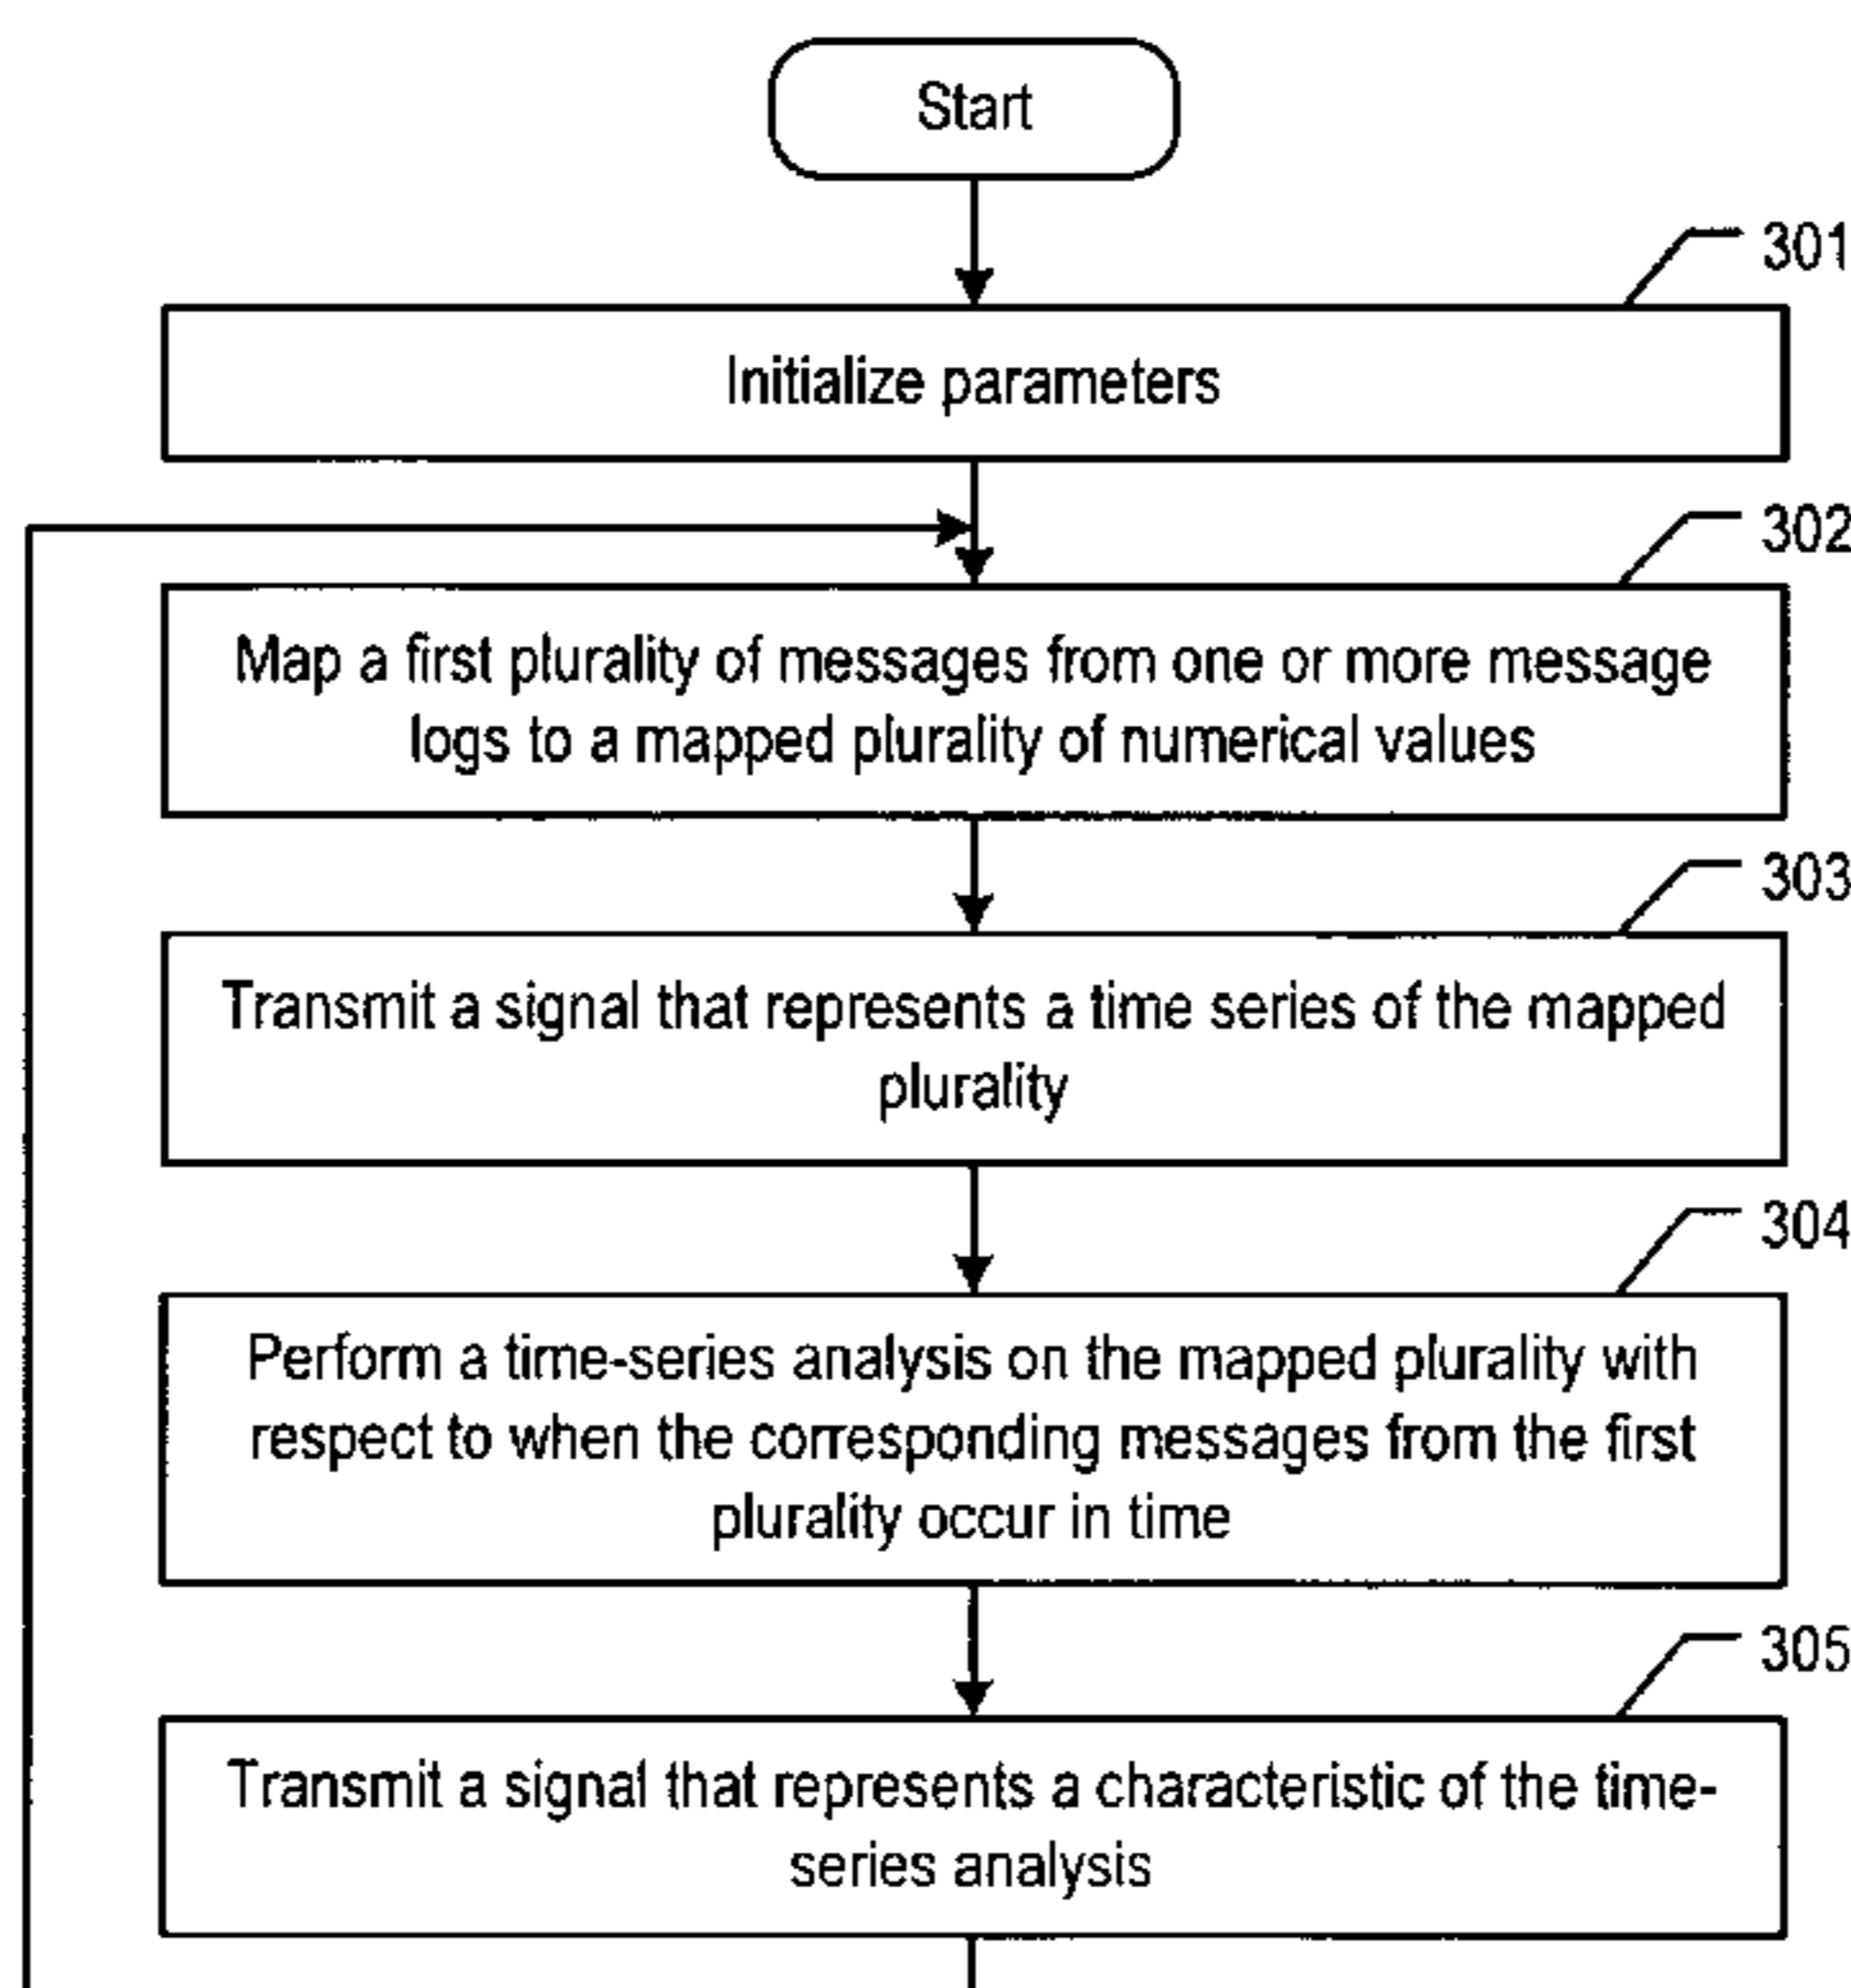 Start
301
Initialize parameters
302
Map a first plurality of messages from one or more message
logs to a mapped plurality of numerical values
303
Transmit a signal that represents a time series of the mapped
plurality
304
Perform a time-series analysis on the mapped plurality with
respect to when the corresponding messages from the first
plurality occur in time
305
Transmit a signal that represents a characteristic of the time-
series analysis